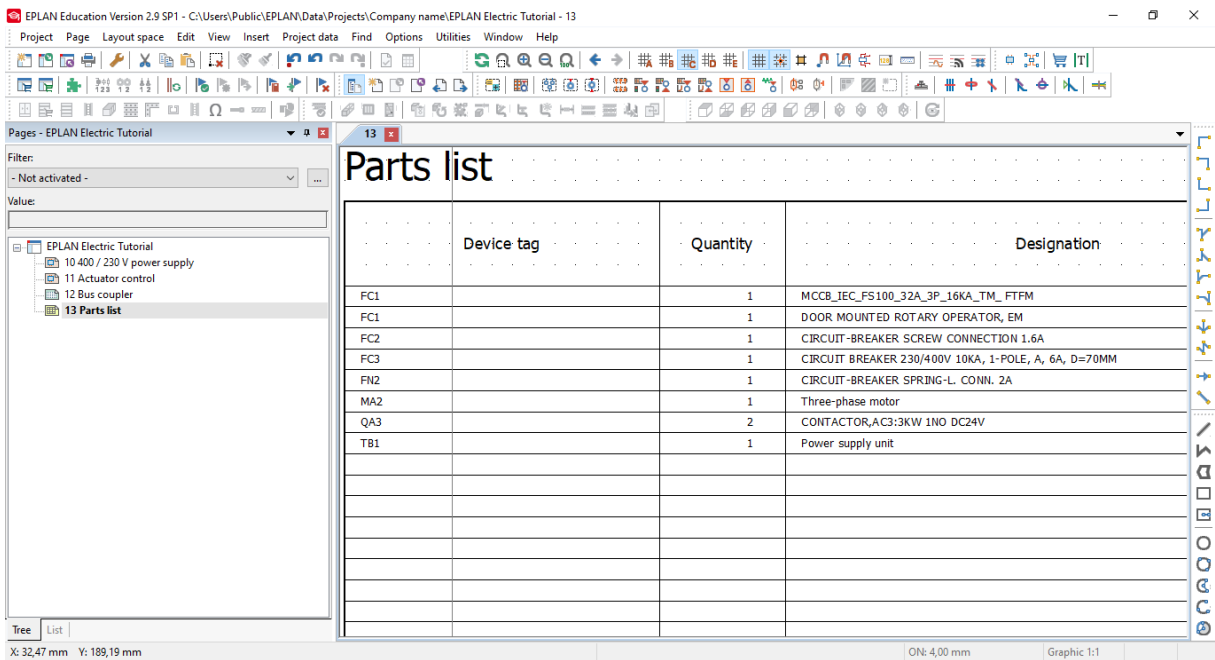 EPLAN Education Version 2.9 SP1 - C:\Users\Public\EPLAN\Data\Projects\Company name\EPLAN Electric Tutorial - 13
Project Page Layout space Edit View Insert Project data Find Options Utilities Window Help
Pages - EPLAN Electric Tutorial
13
Filter:
- Not activated -
...
Value:
EPLAN Electric Tutorial
10 400 / 230 V power supply
11 Actuator control
12 Bus coupler
13 Parts list
Tree List
Parts list
Device tag Quantity Designation
FC1 1 MCCB_IEC_FS100_32A_3P_16KA_TM_ FTFM
FC1 1 DOOR MOUNTED ROTARY OPERATOR, EM
FC2 1 CIRCUIT-BREAKER SCREW CONNECTION 1.6A
FC3 1 CIRCUIT BREAKER 230/400V 10KA, 1-POLE, A, 6A, D=70MM
FN2 1 CIRCUIT-BREAKER SPRING-L. CONN. 2A
MA2 1 Three-phase motor
QA3 2 CONTACTOR,AC3:3KW 1NO DC24V
TB1 1 Power supply unit
X: 32,47 mm Y: 189,19 mm ON: 4,00 mm Graphic 1:1